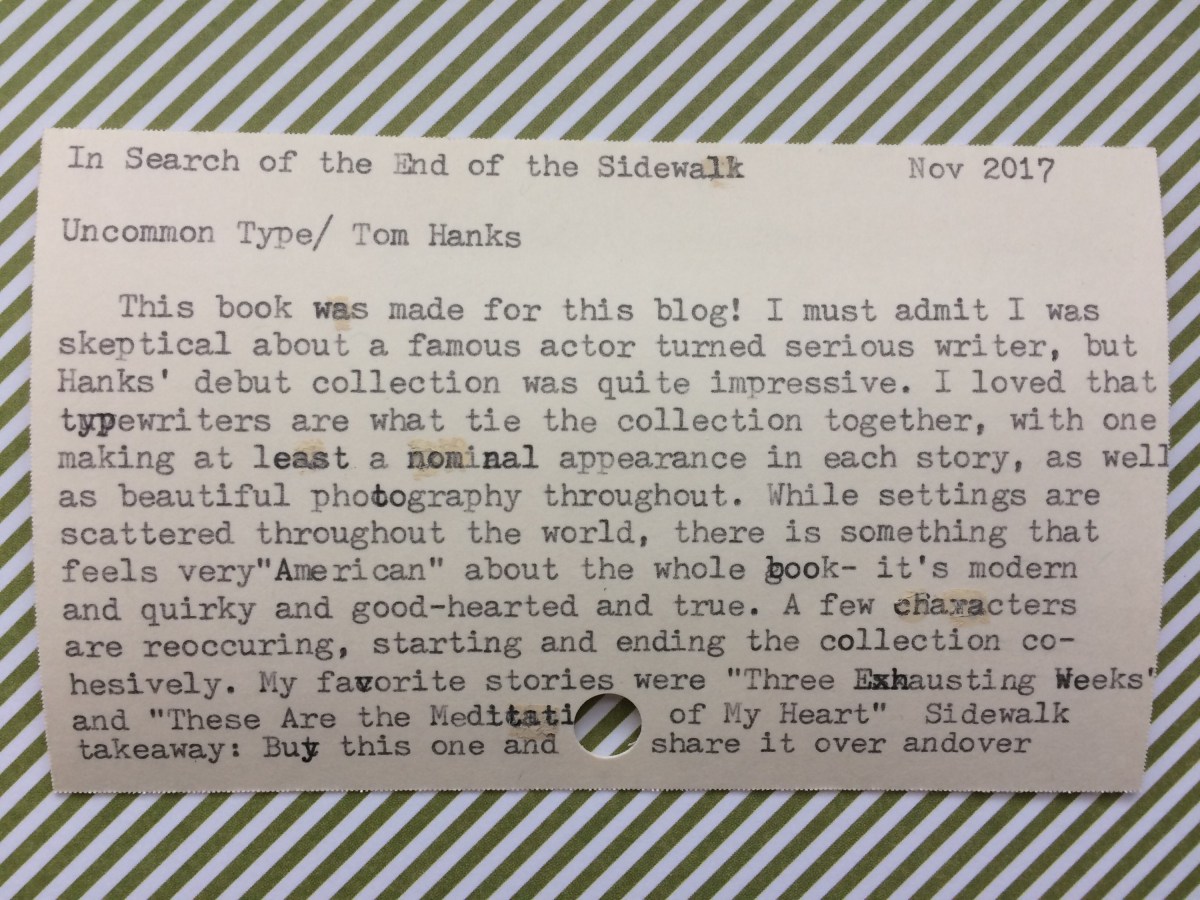 In Search of the End of the Sidewalk Nov 2017
Uncommon Type/ Tom Hanks
This book was made for this blog! I must admit I was
skeptical about a famous actor turned serious writer, but
Hanks' debut collection was quite impressive. I loved that
typewriters are what tie the collection together, with one
making at least a nominal appearance in each story, as well
as beautiful photography throughout. While settings are
scattered throughout the world, there is something that
feels very"American" about the whole book- it's modern
and quirky and good-hearted and true. A few characters
are reoccuring, starting and ending the collection co-
hesively. My favorite stories were "Three Exhausting Weeks"
and "These Are the Meditati of My Heart" Sidewalk
takeaway: Buy this one and share it over andover